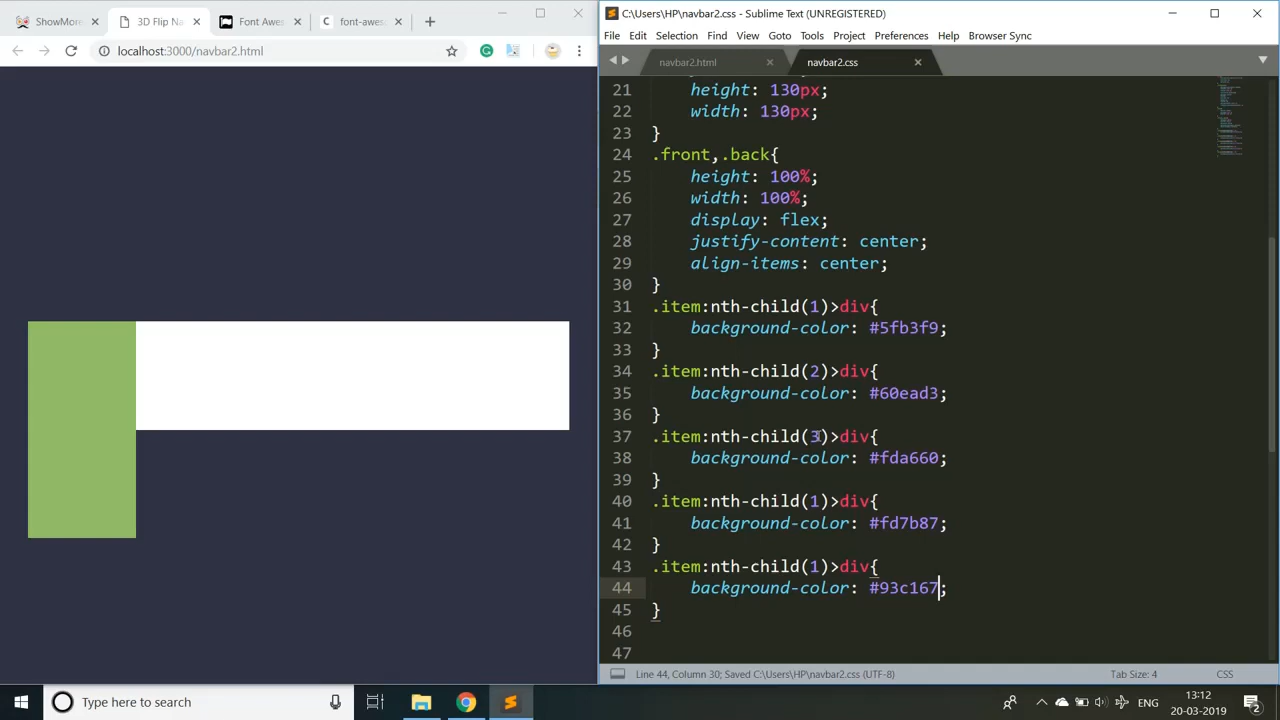 ShowMore
3D Flip Na
Font Awes
font-awes
C:\Users\HP\navbar2.css - Sublime Text (UNREGISTERED)
localhost:3000/navbar2.html
File Edit Selection Find View Goto Tools Project Preferences Help Browser Sync
navbar2.html
navbar2.css
21 height: 130px;
22 width: 130px;
23 }
24 .front,.back{
25 height: 100%;
26 width: 100%;
27 display: flex;
28 justify-content: center;
29 align-items: center;
30 }
31 .item:nth-child(1)>div{
32 background-color: #5fb3f9;
33 }
34 .item:nth-child(2)>div{
35 background-color: #60ead3;
36 }
37 .item:nth-child(3)>div{
38 background-color: #fda660;
39 }
40 .item:nth-child(1)>div{
41 background-color: #fd7b87;
42 }
43 .item:nth-child(1)>div{
44 background-color: #93c167;
45 }
46
47
Line 44, Column 30; Saved C:\Users\HP\navbar2.css (UTF-8)
Tab Size: 4
CSS
Type here to search
ENG
13:12
20-03-2019
2